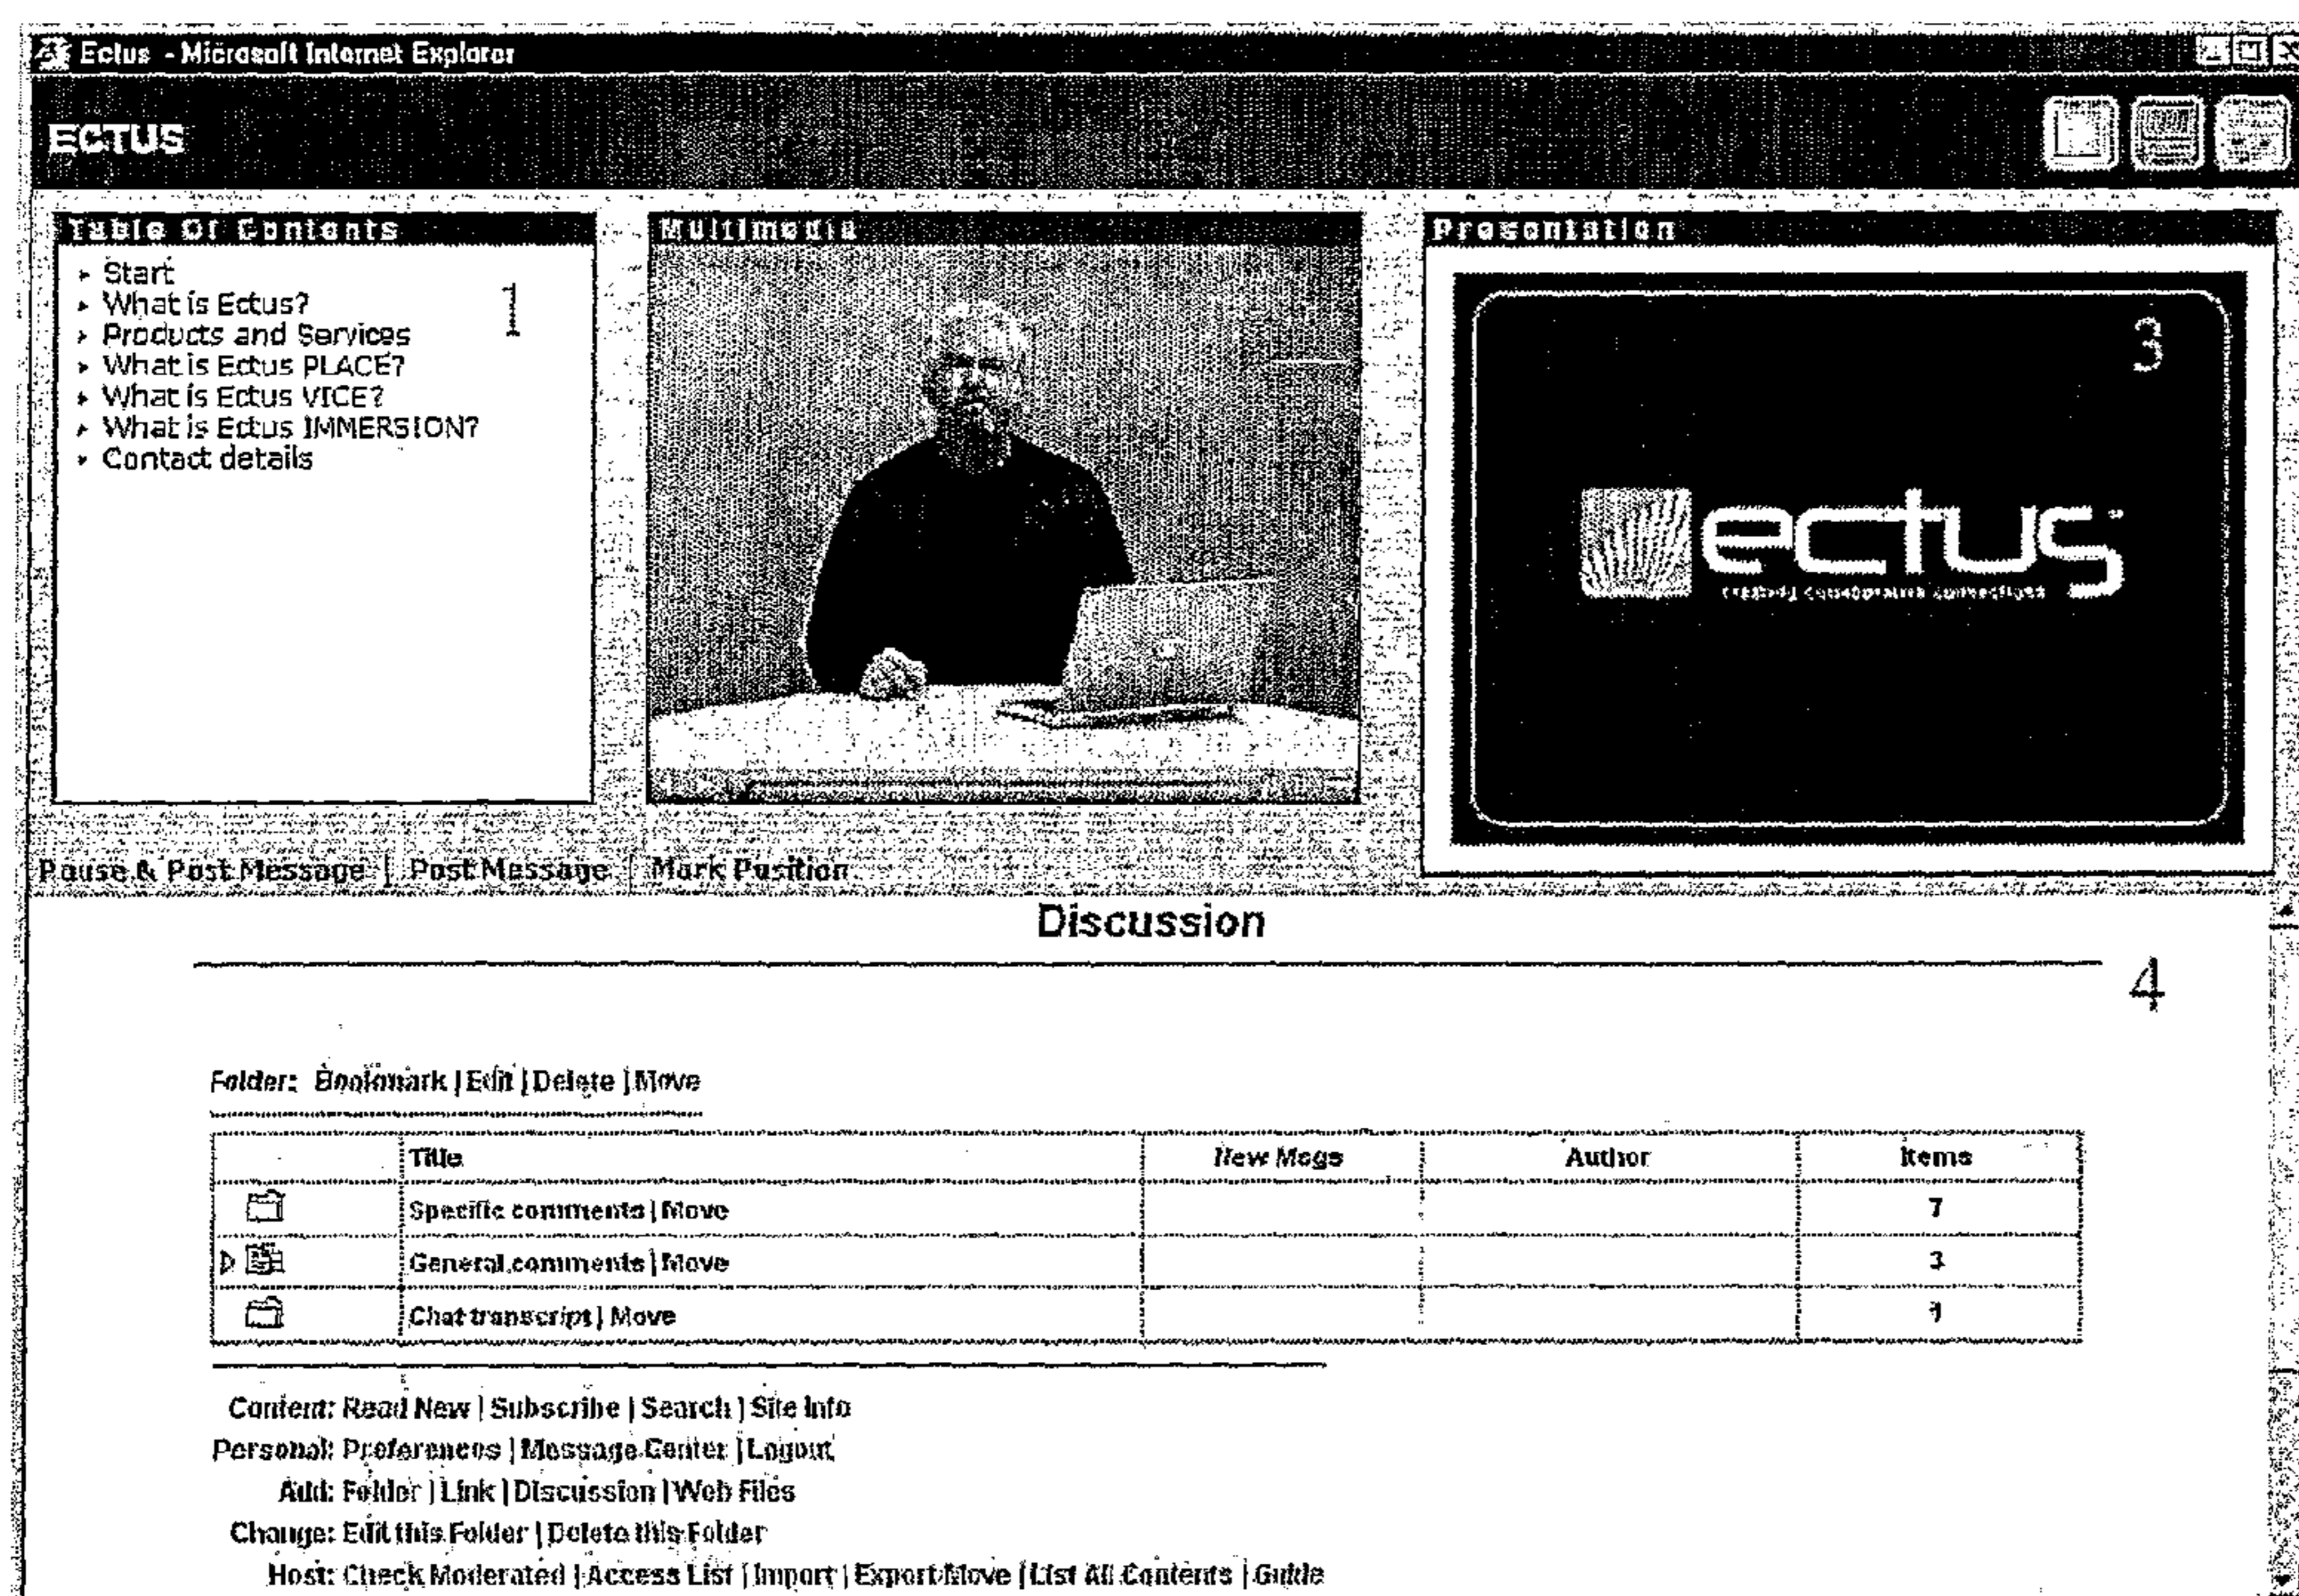 Ectus - Microsoft Internet Explorer
ECTUS
Table Of Contents
Start
What is Ectus?
Products and Services
What is Ectus PLACE?
What is Ectus VICE?
What is Ectus IMMERSION?
Contact details
1
Multimedia
Presentation
3
ectus
creating collaborative connections
Pause & Post Message | Post Message | Mark Position
Discussion
4
Folder: Bookmark | Edit | Delete | Move
Title New Msgs Author Items
Specific comments | Move 7
General comments | Move 3
Chat transcript | Move 1
Content: Read New | Subscribe | Search | Site Info
Personal: Preferences | Message Center | Logout
Add: Folder | Link | Discussion | Web Files
Change: Edit this Folder | Delete this Folder
Host: Check Moderated | Access List | Import | Export Move | List All Contents | Guide